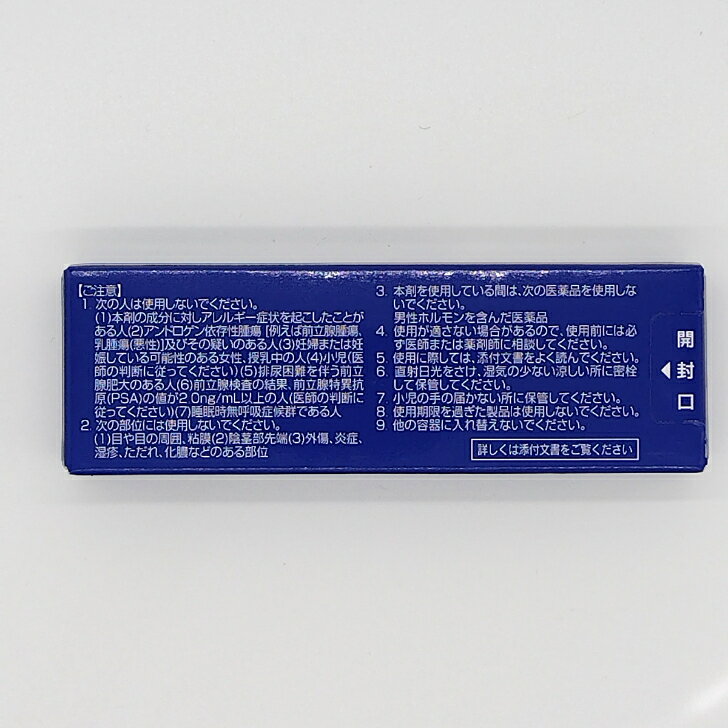 【ご注意】
1. 次の人は使用しないでください。
(1)本剤の成分に対しアレルギー症状を起こしたことが
ある人(2)アンドロゲン依存性腫瘍 [例えば前立腺腫瘍、
乳腫瘍(悪性)]及びその疑いのある人(3)妊婦または妊
娠している可能性のある女性、授乳中の人(4)小児(医
師の判断に従ってください)(5)排尿困難を伴う前立
腺肥大のある人(6)前立腺検査の結果、前立腺特異抗
原(PSA)の値が2.0ng/mL以上の人(医師の判断に
従ってください)(7)睡眠時無呼吸症候群である人
2. 次の部位には使用しないでください。
(1)目や目の周囲、粘膜(2)陰茎部先端(3)外傷、炎症、
湿疹、ただれ、化膿などのある部位
3. 本剤を使用している間は、次の医薬品を使用しな
いでください。
男性ホルモンを含んだ医薬品
4. 使用が適さない場合があるので、使用前には必
ず医師または薬剤師に相談してください。
5. 使用に際しては、添付文書をよく読んでください。
6. 直射日光をさけ、湿気の少ない涼しい所に密栓
して保管してください。
7. 小児の手の届かない所に保管してください。
8. 使用期限を過ぎた製品は使用しないでください。
9. 他の容器に入れ替えないでください。
詳しくは添付文書をご覧ください
開
◀封
口